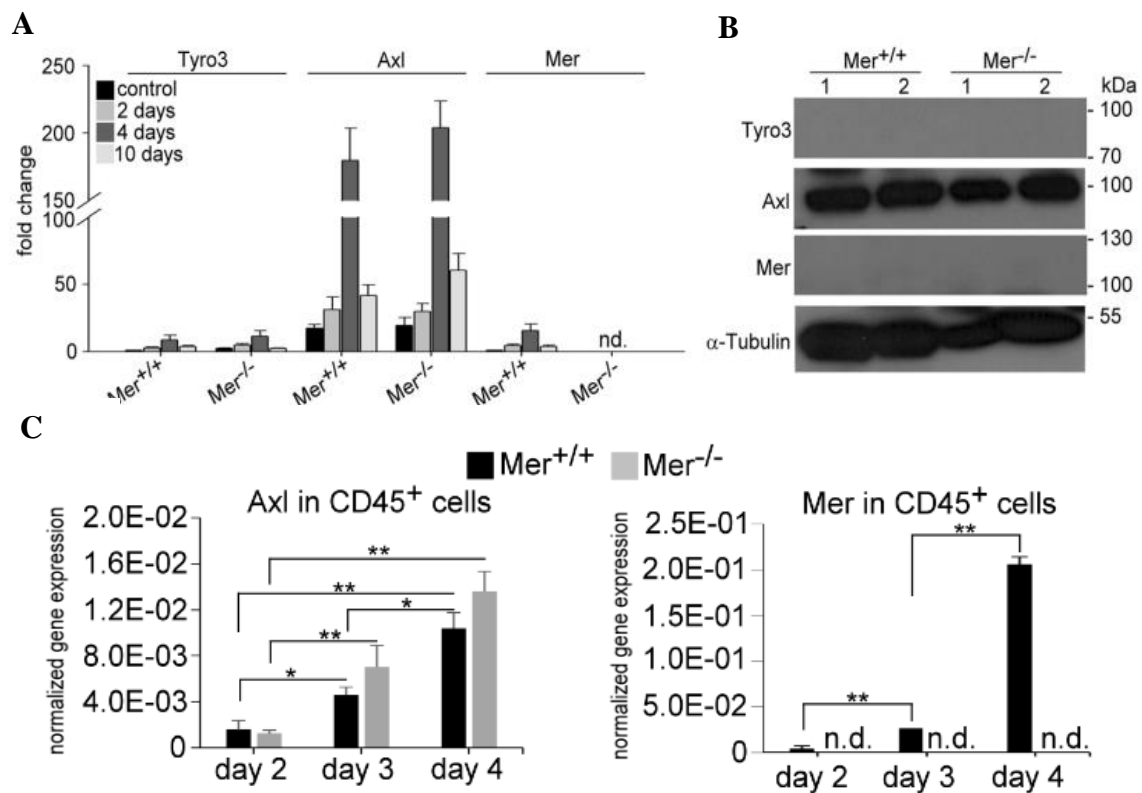 A
Tyro3 Axl Mer
250
200
150
100
50
0
fold change
control
2 days
4 days
10 days
nd.
Mer+/+ Mer-/- Mer+/+ Mer-/- Mer+/+ Mer-/-
B
Mer+/+ Mer-/-
1 2 1 2 kDa
Tyro3
100
70
Axl
100
Mer
130
100
α-Tubulin
55
C
Mer+/+ Mer-/-
Axl in CD45+ cells
normalized gene expression
2.0E-02
1.6E-02
1.2E-02
8.0E-03
4.0E-03
0
**
**
*
**
*
day 2 day 3 day 4
Mer in CD45+ cells
normalized gene expression
2.5E-01
2.0E-01
1.5E-01
1.0E-01
5.0E-02
0
**
**
n.d. n.d. n.d.
day 2 day 3 day 4